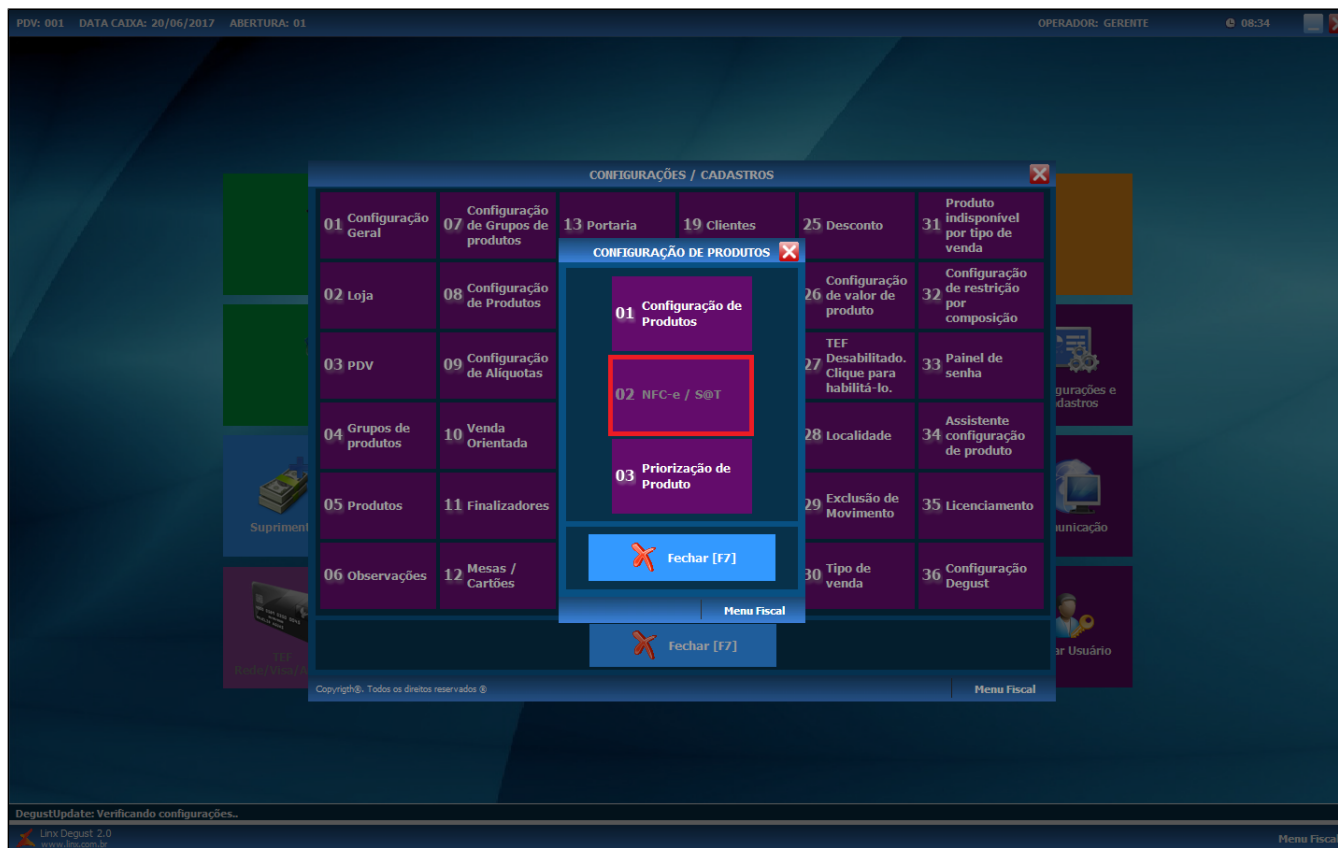 PDV: 001 DATA CAIXA: 20/06/2017 ABERTURA: 01
OPERADOR: GERENTE
08:34
CONFIGURAÇÕES / CADASTROS
01 Configuração
Geral
07 Configuração
de Grupos de
produtos
13 Portaria
19 Clientes
25 Desconto
31 Produto
indisponível
por tipo de
venda
02 Loja
08 Configuração
de Produtos
26 Configuração
de valor de
produto
32 Configuração
de restrição
por
composição
03 PDV
09 Configuração
de Alíquotas
27 TEF
Desabilitado.
Clique para
habilitá-lo.
33 Painel de
senha
04 Grupos de
produtos
10 Venda
Orientada
28 Localidade
34 Assistente
configuração
de produto
05 Produtos
11 Finalizadores
29 Exclusão de
Movimento
35 Licenciamento
06 Observações
12 Mesas /
Cartões
30 Tipo de
venda
36 Configuração
Degust
CONFIGURAÇÃO DE PRODUTOS
01 Configuração de
Produtos
02 NFC-e / S@T
03 Priorização de
Produto
Fechar [F7]
Menu Fiscal
Fechar [F7]
Copyrigth®. Todos os direitos reservados ®
Menu Fiscal
Supriment
TEF
gurações e
dastros
unicação
ar Usuário
DegustUpdate: Verificando configurações..
Linx Degust 2.0
www.linx.com.br
Menu Fiscal